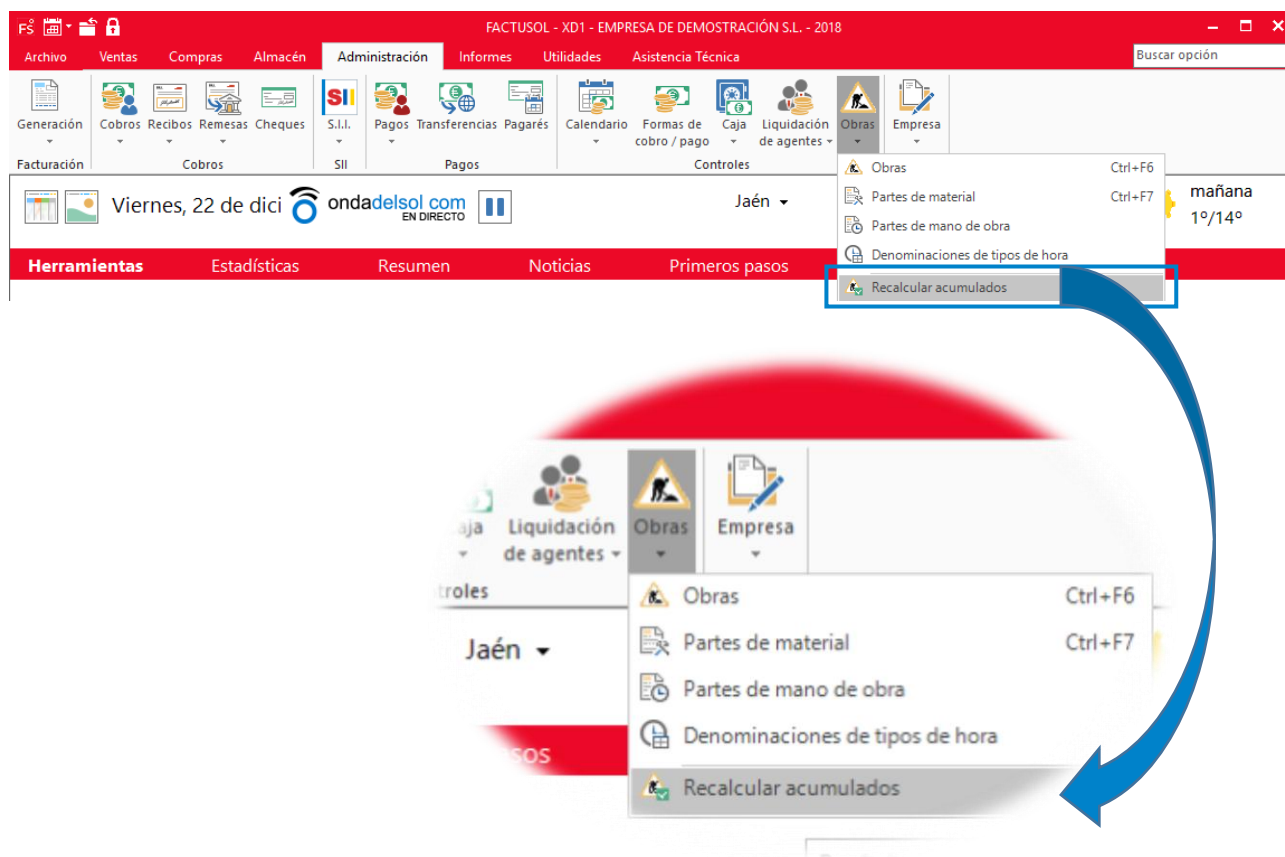 FS
FACTUSOL - XD1 - EMPRESA DE DEMOSTRACIÓN S.L. - 2018
Archivo Ventas Compras Almacén Administración Informes Utilidades Asistencia Técnica Buscar opción
Generación Cobros Recibos Remesas Cheques SII S.I.I. Pagos Transferencias Pagarés Calendario Formas de cobro / pago Caja Liquidación de agentes Obras Empresa
Facturación Cobros SII Pagos Controles
Obras Ctrl+F6
Partes de material Ctrl+F7
Partes de mano de obra
Denominaciones de tipos de hora
Recalcular acumulados
Viernes, 22 de dici
ondadelsol com
EN DIRECTO
Jaén
mañana
1º/14º
Herramientas Estadísticas Resumen Noticias Primeros pasos
aja Liquidación de agentes Obras Empresa
troles
Jaén
sos
Obras Ctrl+F6
Partes de material Ctrl+F7
Partes de mano de obra
Denominaciones de tipos de hora
Recalcular acumulados